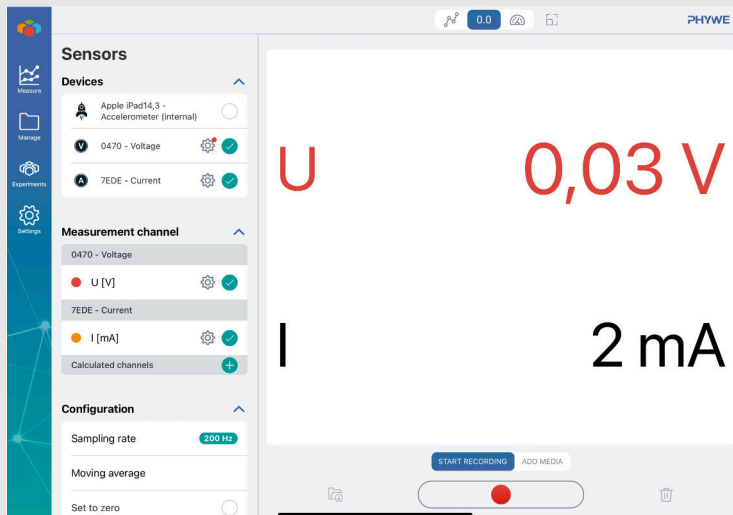 0.0
PHYWE
Measure
Manage
Experiments
Settings
Sensors
Devices
Apple iPad14,3 -
Accelerometer (internal)
V
0470 - Voltage
A
7EDE - Current
Measurement channel
0470 - Voltage
U [V]
7EDE - Current
I [mA]
Calculated channels
Configuration
Sampling rate
200 Hz
Moving average
Set to zero
U
0,03 V
I
2 mA
START RECORDING
ADD MEDIA